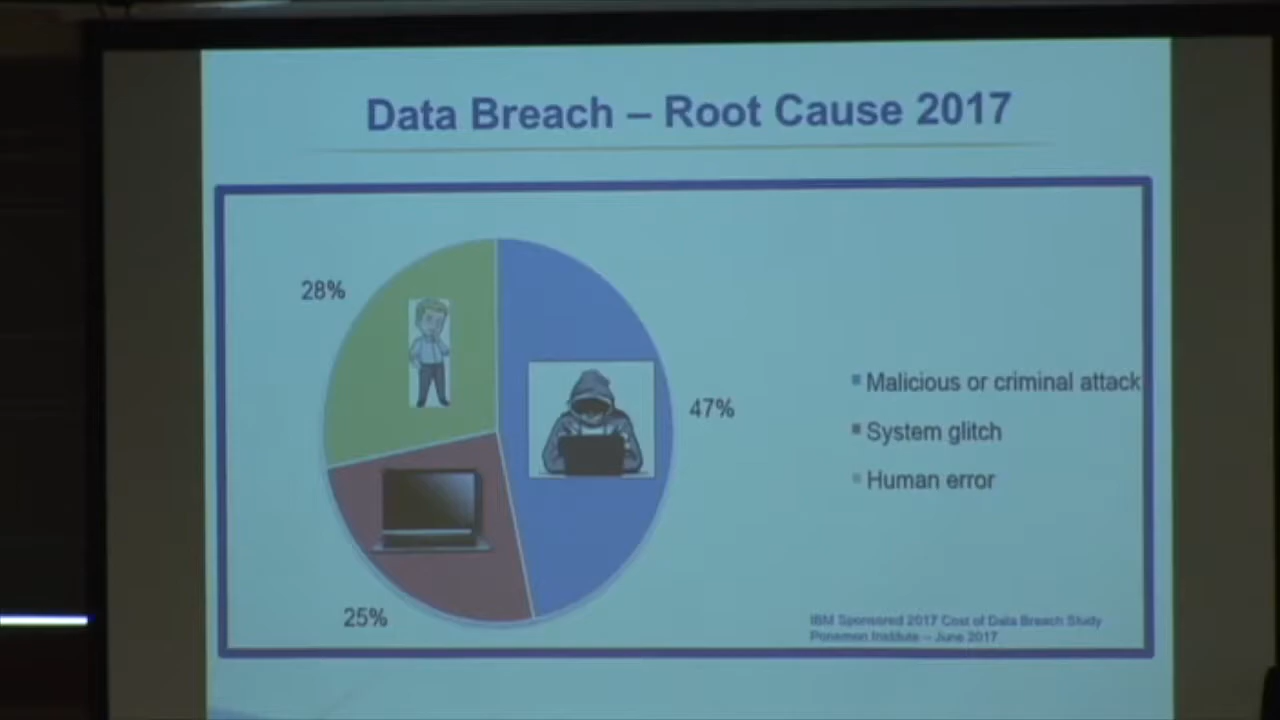 Data Breach – Root Cause 2017
28%
47%
25%
Malicious or criminal attack
System glitch
Human error
IBM Sponsored 2017 Cost of Data Breach Study
Ponemon Institute – June 2017